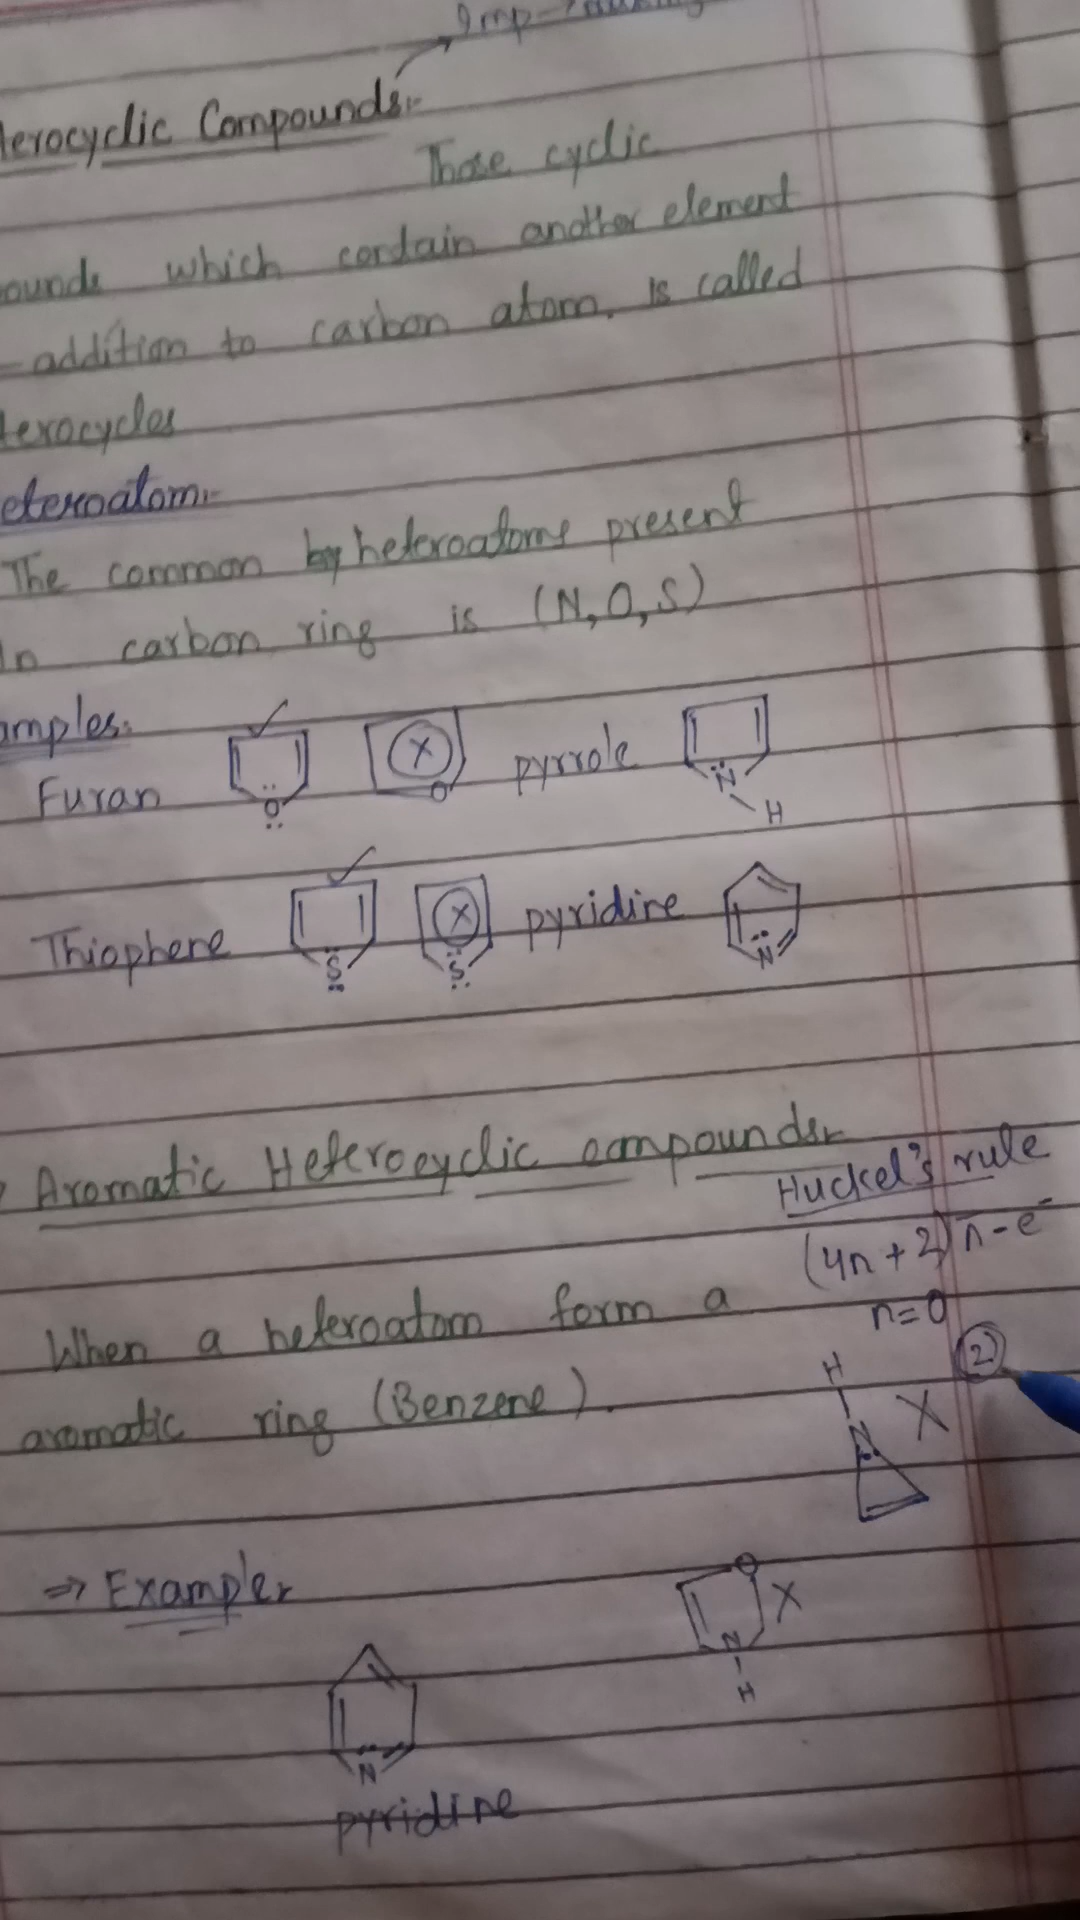 Imp
terocyclic Compounds:-
Those cyclic
ounds which contain another element
addition to carbon atom, is called
terocycles
eteroatom:-
The common by heteroatoms present
In carbon ring is (N, O, S)
amples:
Furan O X O pyrrole N H
Thiophene S X S pyridine N
Aromatic Heterocyclic compounds:-
Huckel's rule
(4n + 2) π - e⁻
When a heteroatom form a n = 0
2
aromatic ring (Benzene). H N X
⇒ Example:-
O X N H
N
pyridine